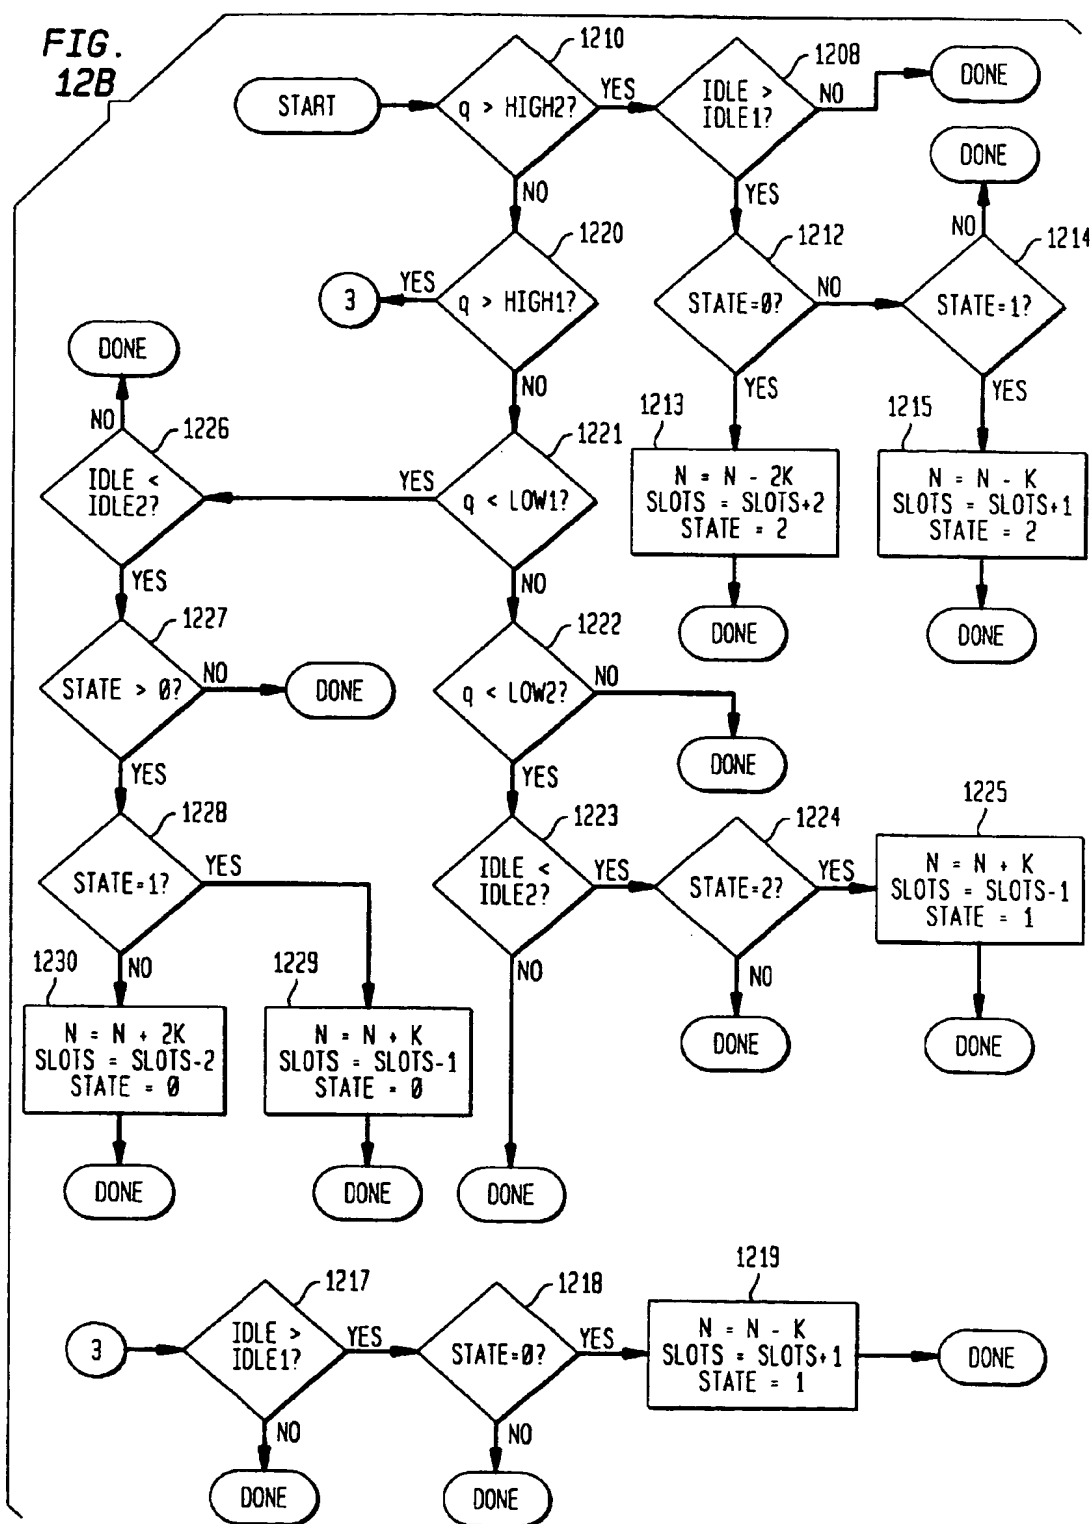 FIG.
12B
START
1210
q > HIGH2?
YES
NO
1208
IDLE >
IDLE1?
NO
DONE
YES
1212
STATE=0?
NO
YES
1214
STATE=1?
NO
DONE
YES
1213
N = N - 2K
SLOTS = SLOTS+2
STATE = 2
DONE
1215
N = N - K
SLOTS = SLOTS+1
STATE = 2
DONE
1220
q > HIGH1?
YES
3
NO
1221
q < LOW1?
YES
NO
1226
IDLE <
IDLE2?
NO
DONE
YES
1227
STATE > 0?
NO
DONE
YES
1228
STATE=1?
YES
NO
1230
N = N + 2K
SLOTS = SLOTS-2
STATE = 0
DONE
1229
N = N + K
SLOTS = SLOTS-1
STATE = 0
DONE
1222
q < LOW2?
NO
DONE
YES
1223
IDLE <
IDLE2?
YES
NO
DONE
1224
STATE=2?
YES
NO
DONE
1225
N = N + K
SLOTS = SLOTS-1
STATE = 1
DONE
3
1217
IDLE >
IDLE1?
YES
NO
DONE
1218
STATE=0?
YES
NO
DONE
1219
N = N - K
SLOTS = SLOTS+1
STATE = 1
DONE